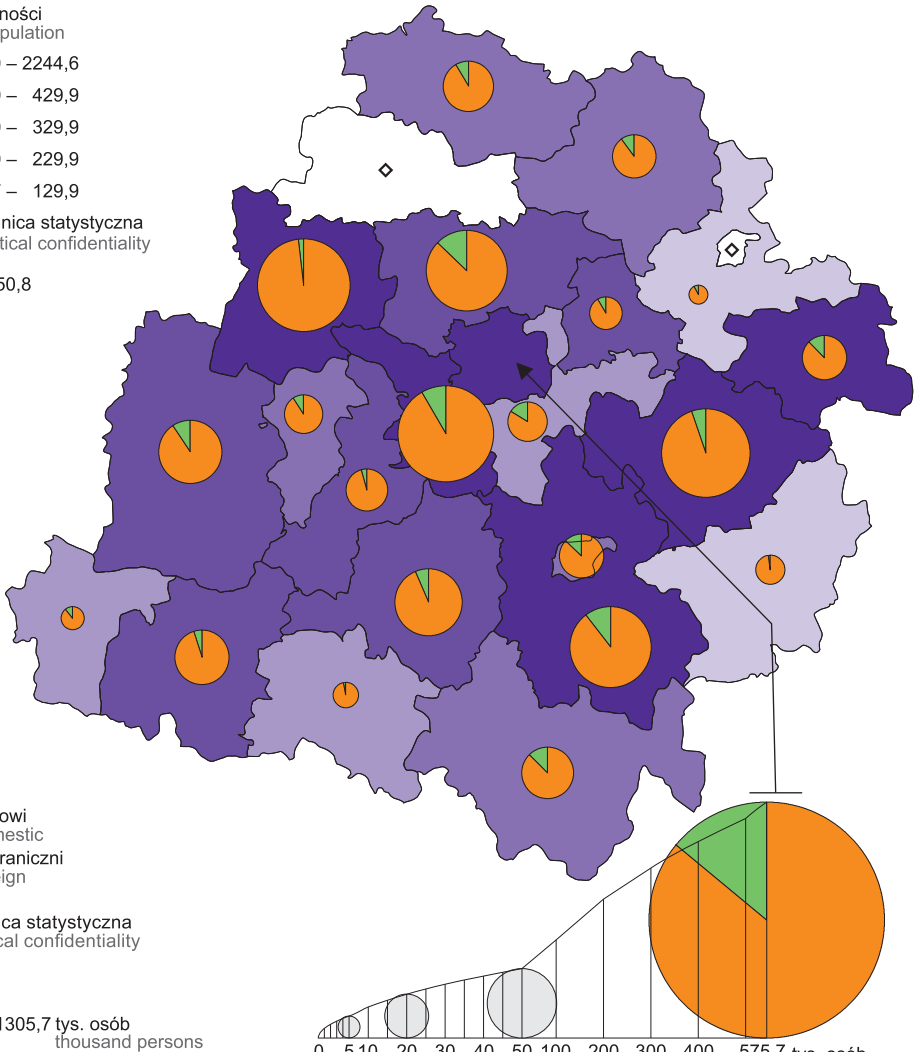 ności
pulation
– 2244,6
– 429,9
– 329,9
– 229,9
– 129,9
nica statystyczna
tical confidentiality
50,8
owi
nestic
raniczni
eign
ca statystyczna
cal confidentiality
1305,7 tys. osób
thousand persons
0 5 10 20 30 40 50 100 200 300 400 575,7 tys. osób